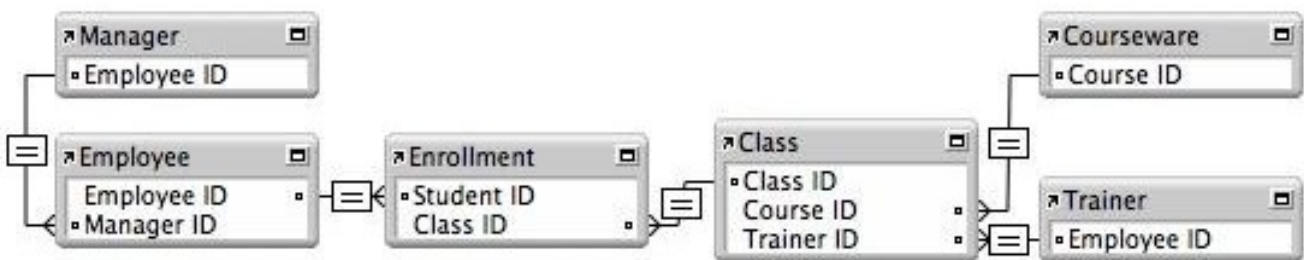 Manager
Employee ID
Employee
Employee ID
Manager ID
Enrollment
Student ID
Class ID
Class
Class ID
Course ID
Trainer ID
Courseware
Course ID
Trainer
Employee ID